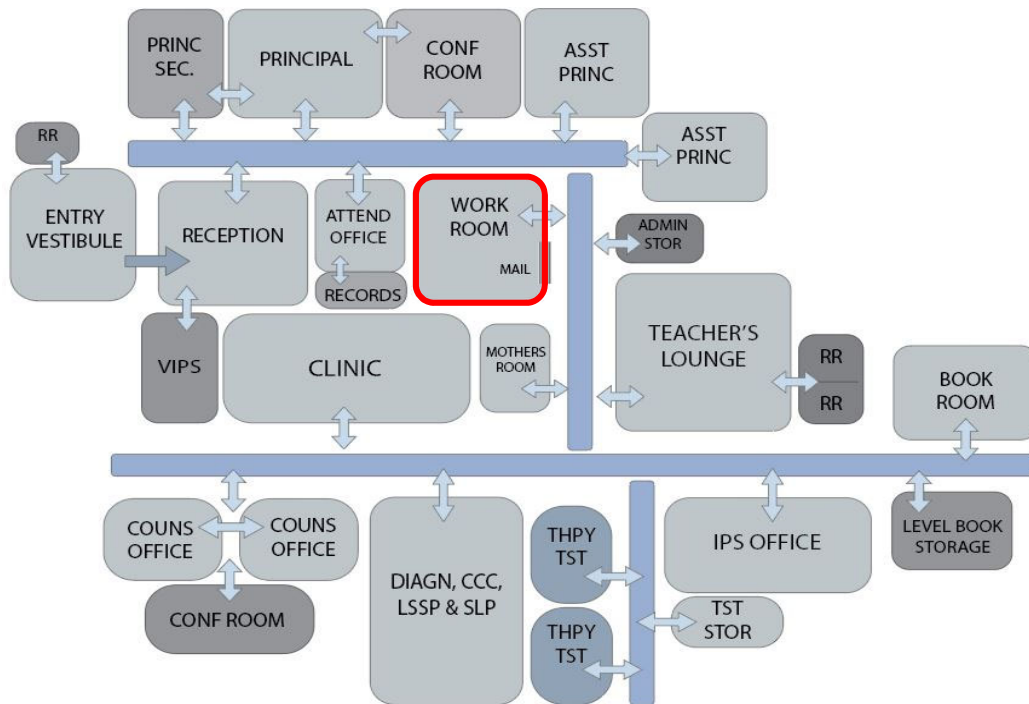 PRINC
SEC.
PRINCIPAL
CONF
ROOM
ASST
PRINC
ASST
PRINC
RR
ENTRY
VESTIBULE
RECEPTION
ATTEND
OFFICE
RECORDS
WORK
ROOM
MAIL
ADMIN
STOR
VIPS
CLINIC
MOTHERS
ROOM
TEACHER'S
LOUNGE
RR
RR
BOOK
ROOM
COUNS
OFFICE
COUNS
OFFICE
CONF ROOM
DIAGN, CCC,
LSSP & SLP
THPY
TST
THPY
TST
IPS OFFICE
TST
STOR
LEVEL BOOK
STORAGE